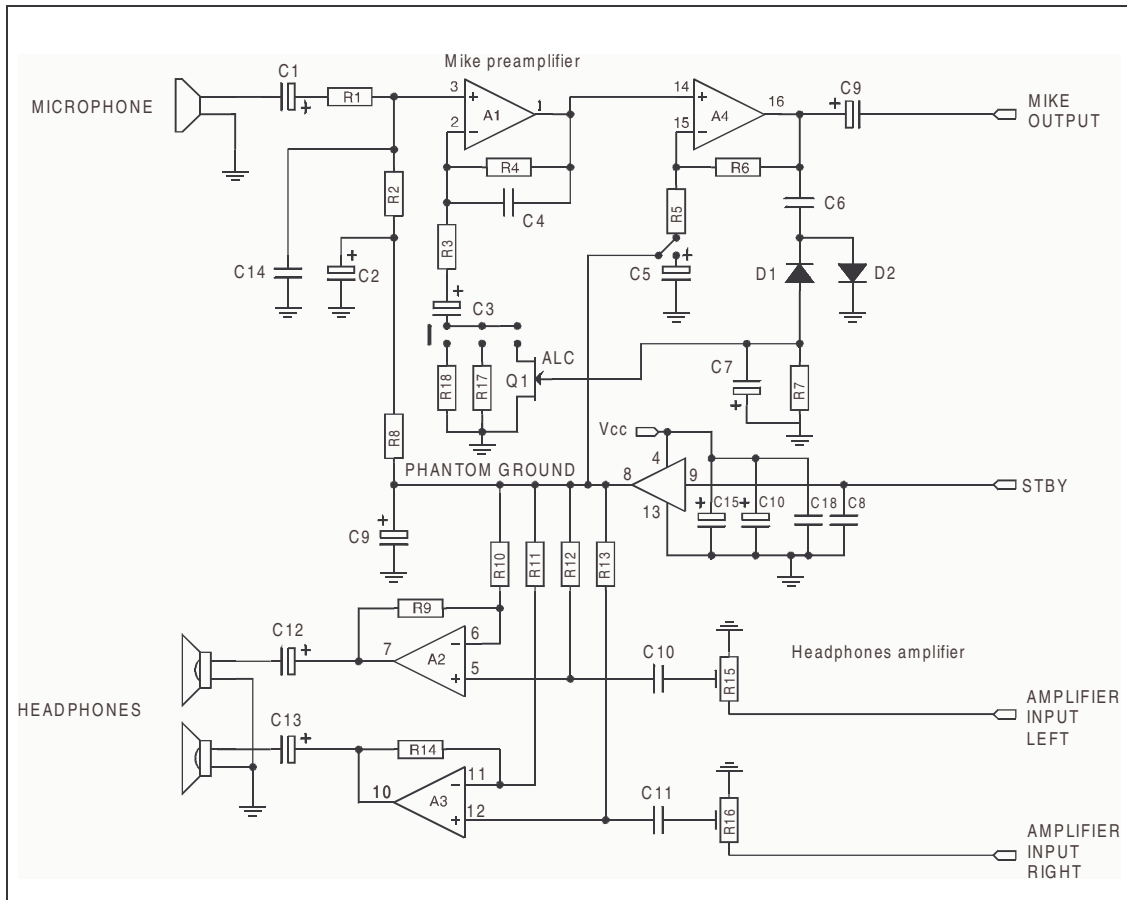 Mike preamplifier
MICROPHONE
C1
+
R1
3
+
A1
1
2
−
14
+
A4
16
15
−
+
C9
MIKE
OUTPUT
R4
C4
R6
R2
R3
R5
C6
C14
+
C2
+
C3
C5
+
D1
D2
ALC
R18
R17
Q1
C7
+
R7
R8
Vcc
PHANTOM GROUND
8
4
9
13
STBY
+
C15
+
C10
C18
C8
+
C9
R10
R11
R12
R13
R9
C12
+
7
6
−
A2
5
+
C10
R15
Headphones amplifier
AMPLIFIER
INPUT
LEFT
HEADPHONES
C13
+
R14
10
11
−
A3
12
+
C11
R16
AMPLIFIER
INPUT
RIGHT